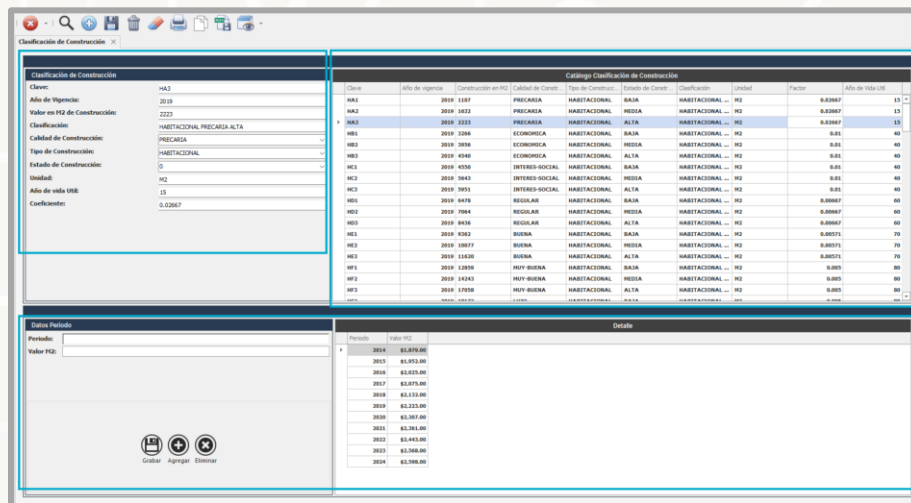 Clasificación de Construcción
Clasificación de Construcción
Clave: HA3
Año de Vigencia: 2019
Valor en M2 de Construcción: 2223
Clasificación: HABITACIONAL PRECARIA ALTA
Calidad de Construcción: PRECARIA
Tipo de Construcción: HABITACIONAL
Estado de Construcción: 0
Unidad: M2
Año de vida Util: 15
Coeficiente: 0.02667
Catálogo Clasificación de Construcción
Clave Año de vigencia Construcción en M2 Calidad de Constr... Tipo de Construcc... Estado de Constr... Clasificación Unidad Factor Año de Vida Util
HA1 2019 1107 PRECARIA HABITACIONAL BAJA HABITACIONAL ... M2 0.02667 15
HA2 2019 1632 PRECARIA HABITACIONAL MEDIA HABITACIONAL ... M2 0.02667 15
HA3 2019 2223 PRECARIA HABITACIONAL ALTA HABITACIONAL ... M2 0.02667 15
HB1 2019 3266 ECONOMICA HABITACIONAL BAJA HABITACIONAL ... M2 0.01 40
HB2 2019 3856 ECONOMICA HABITACIONAL MEDIA HABITACIONAL ... M2 0.01 40
HB3 2019 4540 ECONOMICA HABITACIONAL ALTA HABITACIONAL ... M2 0.01 40
HC1 2019 4550 INTERES-SOCIAL HABITACIONAL BAJA HABITACIONAL ... M2 0.01 40
HC2 2019 5043 INTERES-SOCIAL HABITACIONAL MEDIA HABITACIONAL ... M2 0.01 40
HC3 2019 5951 INTERES-SOCIAL HABITACIONAL ALTA HABITACIONAL ... M2 0.01 40
HD1 2019 6478 REGULAR HABITACIONAL BAJA HABITACIONAL ... M2 0.00667 60
HD2 2019 7064 REGULAR HABITACIONAL MEDIA HABITACIONAL ... M2 0.00667 60
HD3 2019 8436 REGULAR HABITACIONAL ALTA HABITACIONAL ... M2 0.00667 60
HE1 2019 9362 BUENA HABITACIONAL BAJA HABITACIONAL ... M2 0.00571 70
HE2 2019 10077 BUENA HABITACIONAL MEDIA HABITACIONAL ... M2 0.00571 70
HE3 2019 11620 BUENA HABITACIONAL ALTA HABITACIONAL ... M2 0.00571 70
HF1 2019 12859 MUY-BUENA HABITACIONAL BAJA HABITACIONAL ... M2 0.005 80
HF2 2019 14243 MUY-BUENA HABITACIONAL MEDIA HABITACIONAL ... M2 0.005 80
HF3 2019 17058 MUY-BUENA HABITACIONAL ALTA HABITACIONAL ... M2 0.005 80
Datos Periodo
Periodo:
Valor M2:
Grabar Agregar Eliminar
Detalle
Periodo Valor M2
2014 $1,879.00
2015 $1,952.00
2016 $2,025.00
2017 $2,075.00
2018 $2,132.00
2019 $2,223.00
2020 $2,307.00
2021 $2,361.00
2022 $2,443.00
2023 $2,568.00
2024 $2,598.00